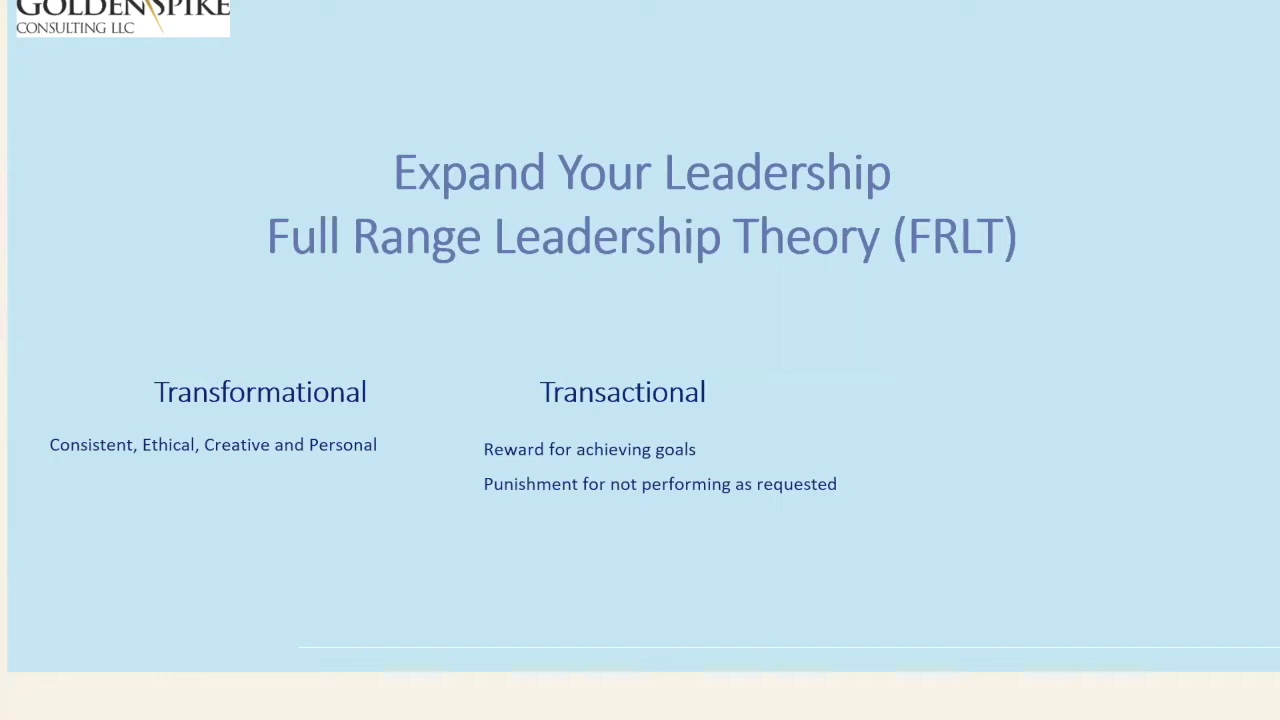 GOLDENSPIKE
CONSULTING LLC
Expand Your Leadership
Full Range Leadership Theory (FRLT)
Transformational
Consistent, Ethical, Creative and Personal
Transactional
Reward for achieving goals
Punishment for not performing as requested